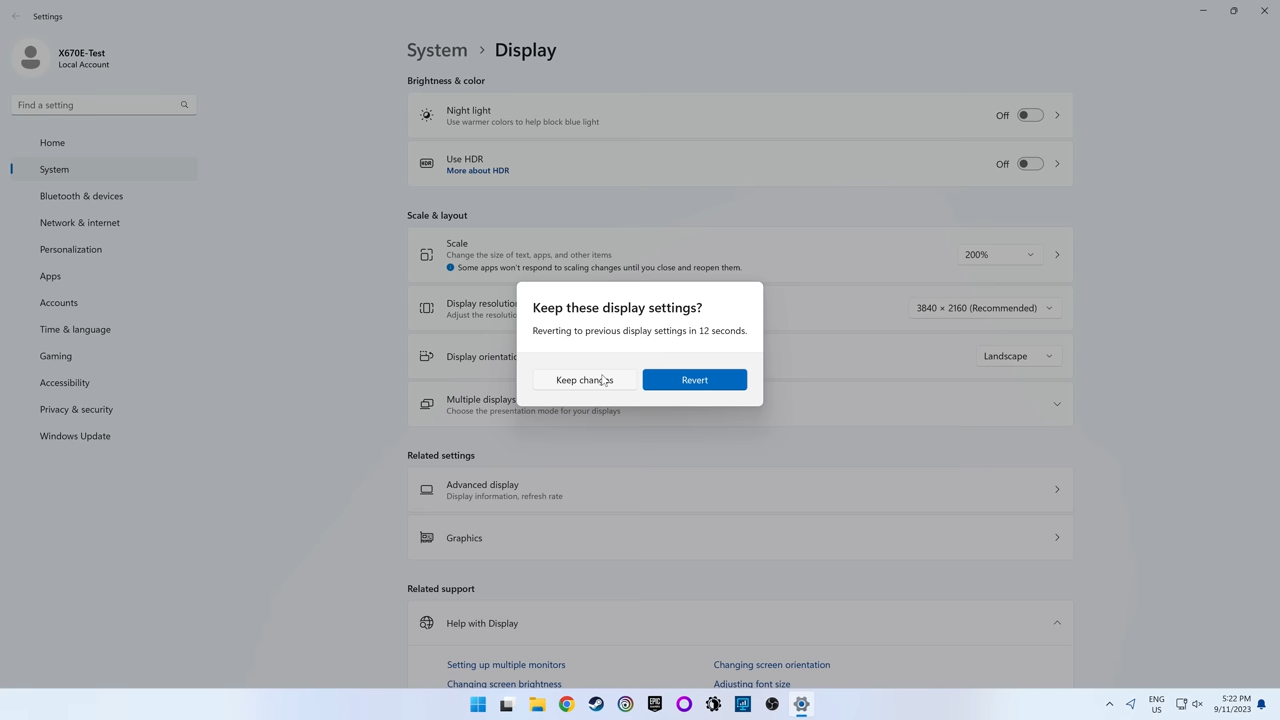 Settings
X670E-Test
Local Account
Find a setting
Home
System
Bluetooth & devices
Network & internet
Personalization
Apps
Accounts
Time & language
Gaming
Accessibility
Privacy & security
Windows Update
System > Display
Brightness & color
Night light
Use warmer colors to help block blue light
Off
Use HDR
More about HDR
Off
Scale & layout
Scale
Change the size of text, apps, and other items
Some apps won't respond to scaling changes until you close and reopen them.
200%
Display resolution
Adjust the resolutio
3840 × 2160 (Recommended)
Display orientatio
Landscape
Multiple displays
Choose the presentation mode for your displays
Keep these display settings?
Reverting to previous display settings in 12 seconds.
Keep changes
Revert
Related settings
Advanced display
Display information, refresh rate
Graphics
Related support
Help with Display
Setting up multiple monitors
Changing screen orientation
Changing screen brightness
Adjusting font size
EPIC
ENG
US
5:22 PM
9/11/2023